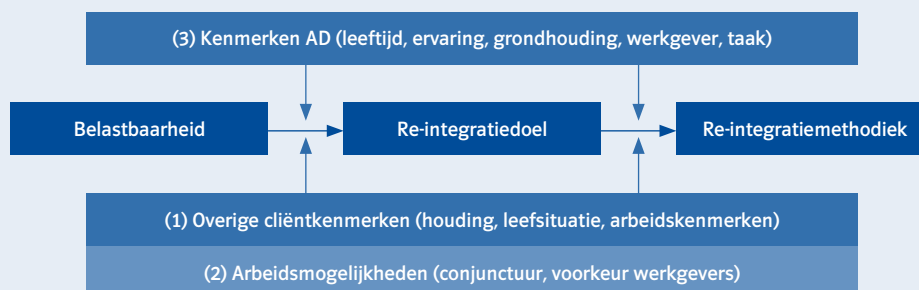 (3) Kenmerken AD (leeftijd, ervaring, grondhouding, werkgever, taak)
Belastbaarheid
Re-integratiedoel
Re-integratiemethodiek
(1) Overige cliëntkenmerken (houding, leefsituatie, arbeidskenmerken)
(2) Arbeidsmogelijkheden (conjunctuur, voorkeur werkgevers)